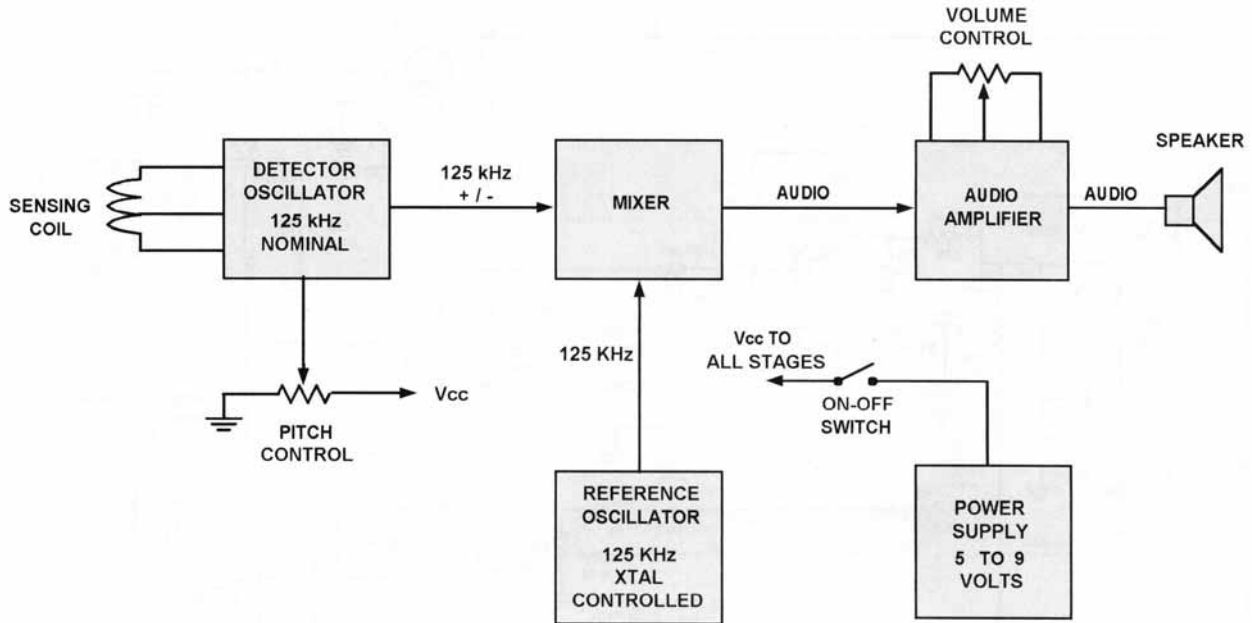 VOLUME
CONTROL
SPEAKER
SENSING
COIL
DETECTOR
OSCILLATOR
125 kHz
NOMINAL
125 kHz
+ / -
MIXER
AUDIO
AUDIO
AMPLIFIER
AUDIO
125 KHz
Vcc TO
ALL STAGES
ON-OFF
SWITCH
Vcc
PITCH
CONTROL
REFERENCE
OSCILLATOR
125 KHz
XTAL
CONTROLLED
POWER
SUPPLY
5 TO 9
VOLTS